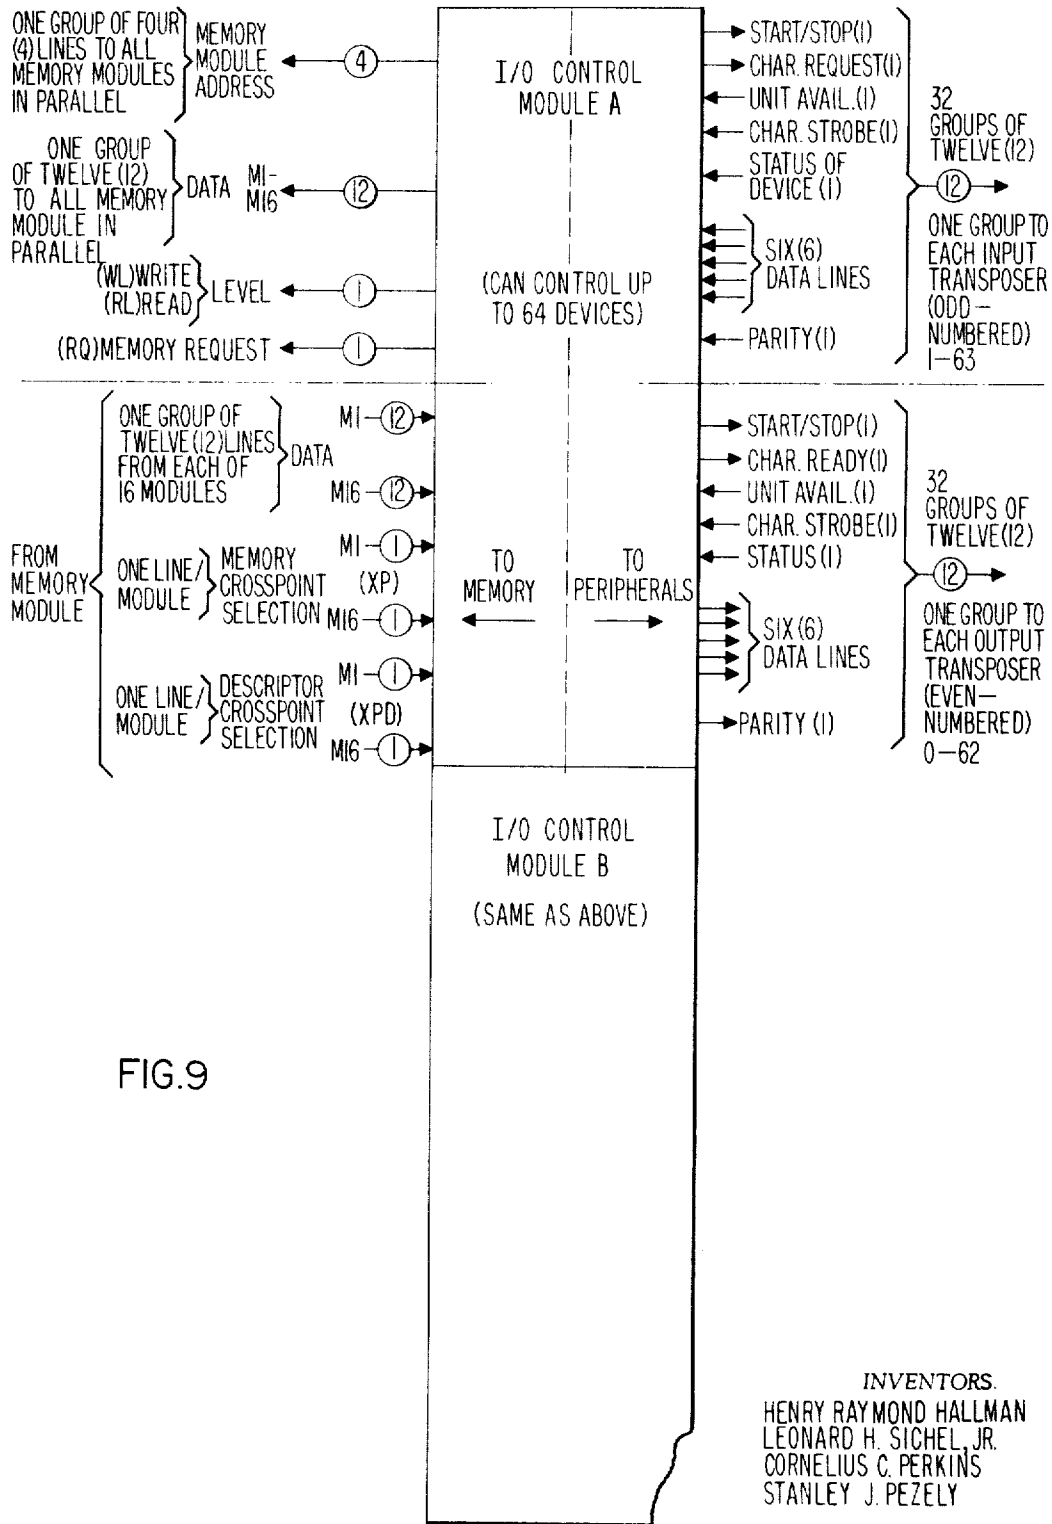 ONE GROUP OF FOUR
(4) LINES TO ALL
MEMORY MODULES
IN PARALLEL
MEMORY
MODULE
ADDRESS
4
ONE GROUP
OF TWELVE (12)
TO ALL MEMORY
MODULE IN
PARALLEL
DATA
M1-
M16
12
(WL) WRITE
(RL) READ
LEVEL
1
(RQ) MEMORY REQUEST
1
I/O CONTROL
MODULE A
(CAN CONTROL UP
TO 64 DEVICES)
START/STOP (1)
CHAR. REQUEST (1)
UNIT AVAIL. (1)
CHAR. STROBE (1)
STATUS OF
DEVICE (1)
SIX (6)
DATA LINES
PARITY (1)
32
GROUPS OF
TWELVE (12)
12
ONE GROUP TO
EACH INPUT
TRANSPOSER
(ODD—
NUMBERED)
1—63
FROM
MEMORY
MODULE
ONE GROUP OF
TWELVE (12) LINES
FROM EACH OF
16 MODULES
DATA
M1—12
M16—12
ONE LINE/
MODULE
MEMORY
CROSSPOINT
SELECTION
M1—1
(XP)
M16—1
ONE LINE/
MODULE
DESCRIPTOR
CROSSPOINT
SELECTION
M1—1
(XPD)
M16—1
TO
MEMORY
TO
PERIPHERALS
START/STOP (1)
CHAR. READY (1)
UNIT AVAIL. (1)
CHAR. STROBE (1)
STATUS (1)
SIX (6)
DATA LINES
PARITY (1)
32
GROUPS OF
TWELVE (12)
12
ONE GROUP TO
EACH OUTPUT
TRANSPOSER
(EVEN—
NUMBERED)
0—62
I/O CONTROL
MODULE B
(SAME AS ABOVE)
FIG.9
INVENTORS.
HENRY RAYMOND HALLMAN
LEONARD H. SICHEL, JR.
CORNELIUS C. PERKINS
STANLEY J. PEZELY